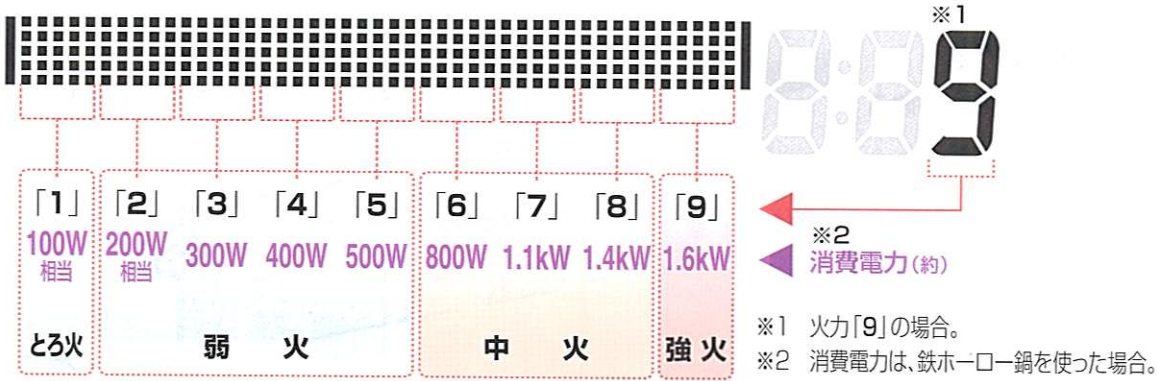 ※1
9
「1」 「2」 「3」 「4」 「5」 「6」 「7」 「8」 「9」
100W 200W 300W 400W 500W 800W 1.1kW 1.4kW 1.6kW
相当 相当
※2
消費電力(約)
とろ火 弱火 中火 強火
※1 火力「9」の場合。
※2 消費電力は、鉄ホーロー鍋を使った場合。